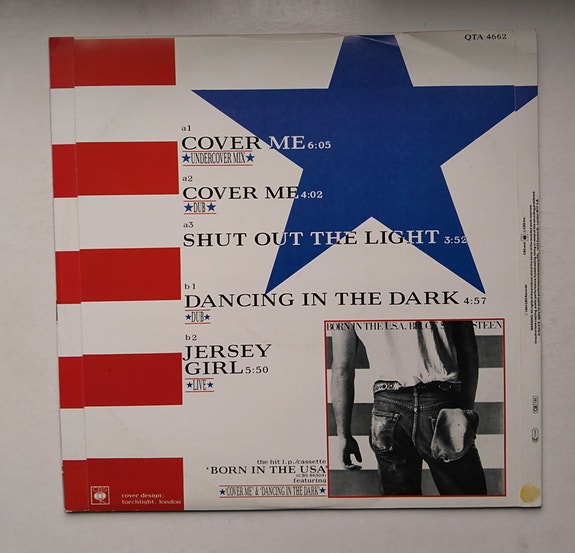 QTA 4662
a1
COVER ME 6:05
★UNDERCOVER MIX★
a2
COVER ME 4:02
★DUB★
a3
SHUT OUT THE LIGHT 3:52
b1
DANCING IN THE DARK 4:57
★DUB★
b2
JERSEY
GIRL 5:50
★LIVE★
BORN IN THE U.S.A. BRUCE S STEEN
the hit l.p./cassette
'BORN IN THE USA'
featuring
★'COVER ME' & 'DANCING IN THE DARK'★
CBS
cover design:
torchlight. london